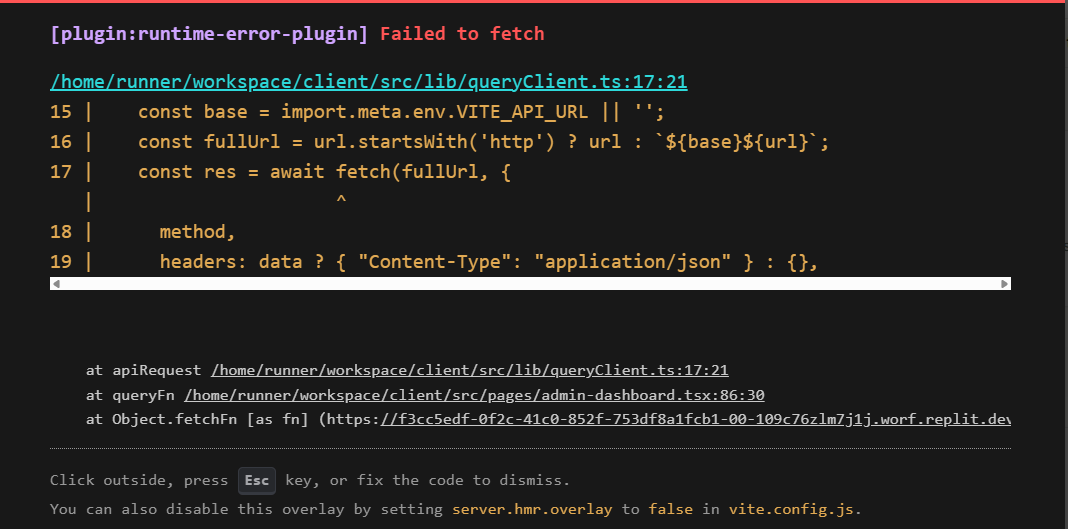 [plugin:runtime-error-plugin] Failed to fetch
/home/runner/workspace/client/src/lib/queryClient.ts:17:21
15 |    const base = import.meta.env.VITE_API_URL || '';
16 |    const fullUrl = url.startsWith('http') ? url : `${base}${url}`;
17 |    const res = await fetch(fullUrl, {
   |                      ^
18 |      method,
19 |      headers: data ? { "Content-Type": "application/json" } : {},
at apiRequest /home/runner/workspace/client/src/lib/queryClient.ts:17:21
at queryFn /home/runner/workspace/client/src/pages/admin-dashboard.tsx:86:30
at Object.fetchFn [as fn] (https://f3cc5edf-0f2c-41c0-852f-753df8a1fcb1-00-109c76zlm7j1j.worf.replit.dev
Click outside, press Esc key, or fix the code to dismiss.
You can also disable this overlay by setting server.hmr.overlay to false in vite.config.js.